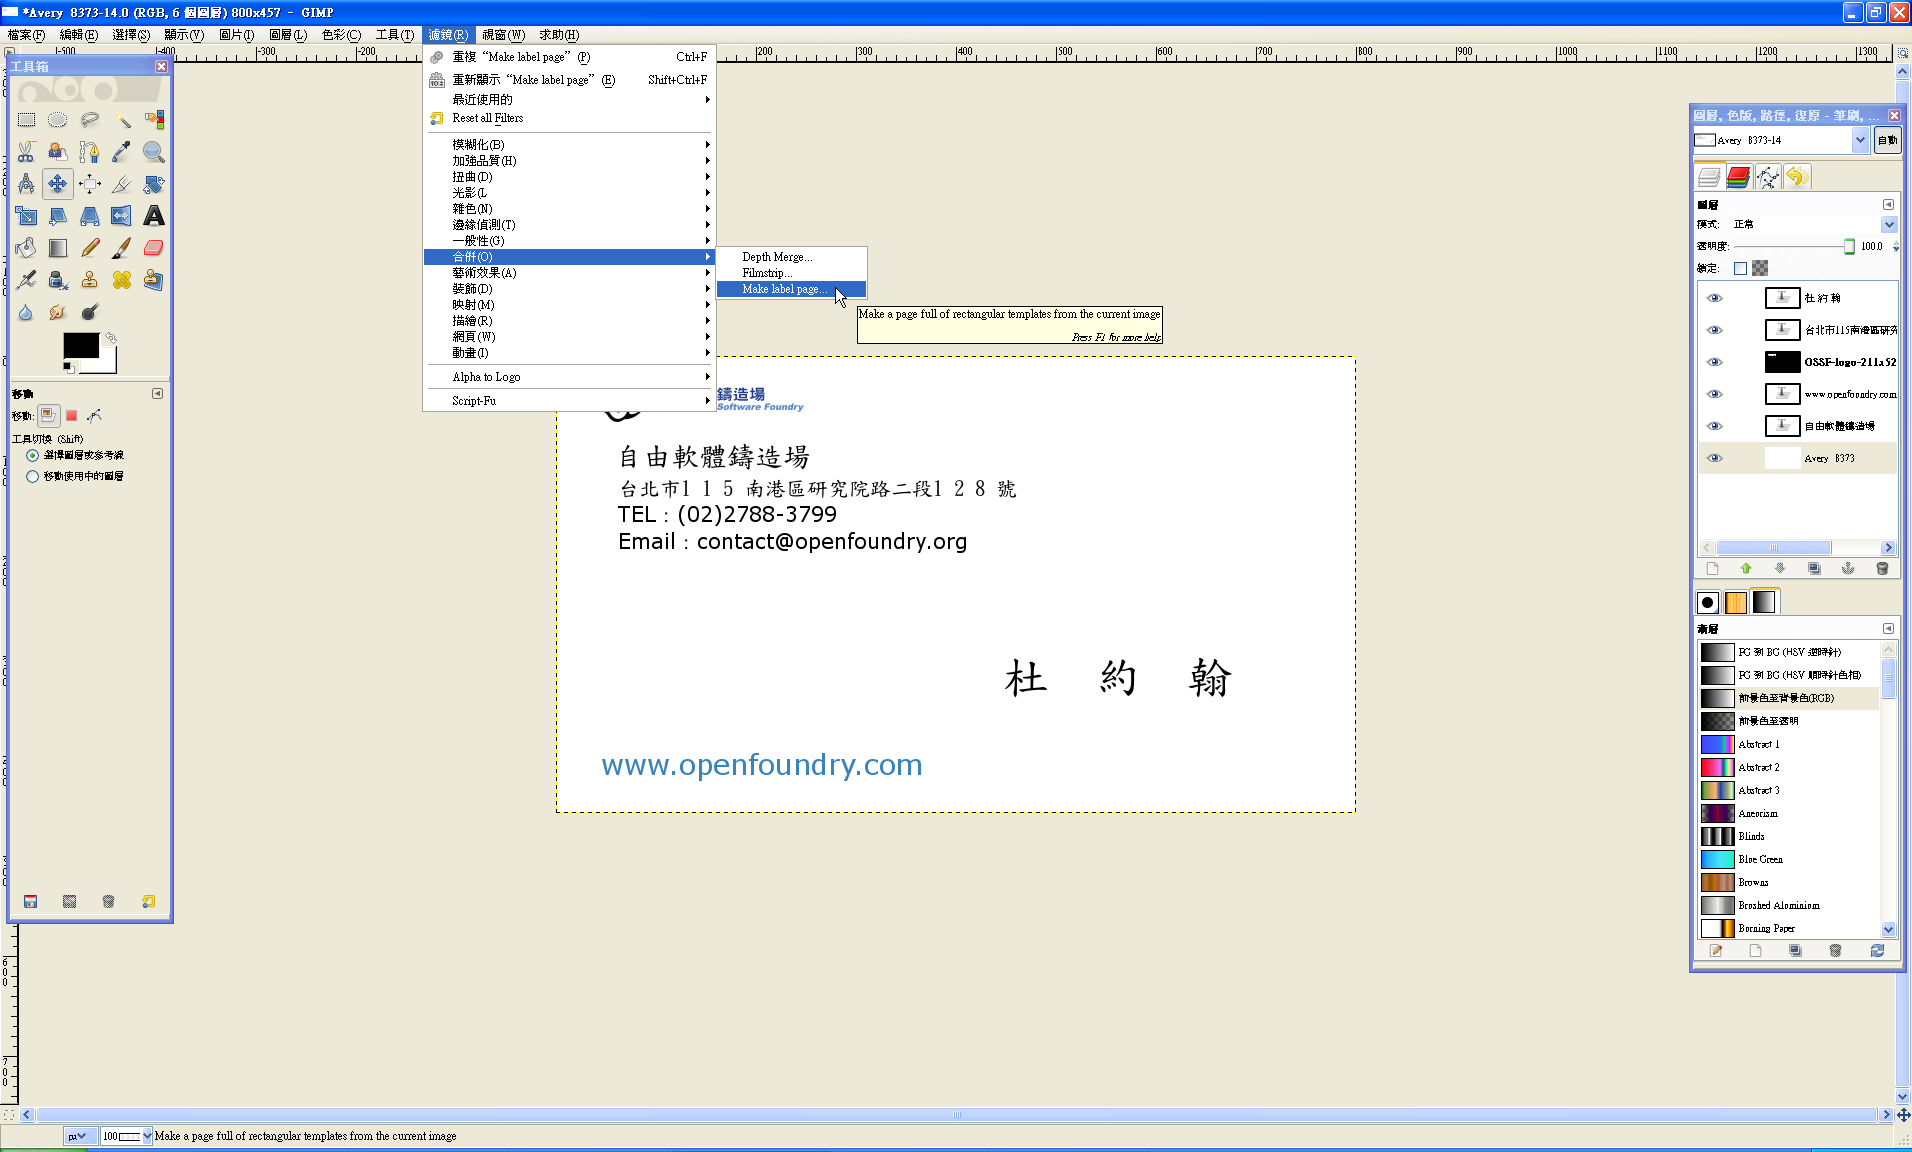 *Avery 8373-14.0 (RGB, 6 個圖層) 800x457 - GIMP
檔案(F) 編輯(E) 選擇(S) 顯示(V) 圖片(I) 圖層(L) 色彩(C) 工具(T) 濾鏡(R) 視窗(W) 求助(H)
-500 -400 -300 -200 200 300 400 500 600 700 800 900 1000 1100 1200 1300
工具箱
移動
移動:
工具切換 (Shift)
選擇圖層或參考線
移動使用中的圖層
重複“Make label page” (P) Ctrl+F
重新顯示“Make label page” (E) Shift+Ctrl+F
最近使用的
Reset all Filters
模糊化(B)
加強品質(H)
扭曲(D)
光影(L
雜色(N)
邊緣偵測(T)
一般性(G)
合併(O)
藝術效果(A)
裝飾(D)
映射(M)
描繪(R)
網頁(W)
動畫(I)
Alpha to Logo
Script-Fu
Depth Merge...
Filmstrip...
Make label page...
Make a page full of rectangular templates from the current image
Press F1 for more help
鑄造場
Software Foundry
自由軟體鑄造場
台北市115 南港區研究院路二段128 號
TEL : (02)2788-3799
Email : contact@openfoundry.org
杜 約 翰
www.openfoundry.com
圖層, 色版, 路徑, 復原 - 筆刷, ...
Avery 8373-14
自動
圖層
模式: 正常
透明度: 100.0
鎖定:
杜 約 翰
台北市115南港區研究
OSSF-logo-211x52
www.openfoundry.com
自由軟體鑄造場
Avery 8373
漸層
FG 到 BG (HSV 逆時針)
FG 到 BG (HSV 順時針色相)
前景色至背景色(RGB)
前景色至透明
Abstract 1
Abstract 2
Abstract 3
Aneurism
Blinds
Blue Green
Browns
Brushed Aluminium
Burning Paper
600
700
px 100 Make a page full of rectangular templates from the current image